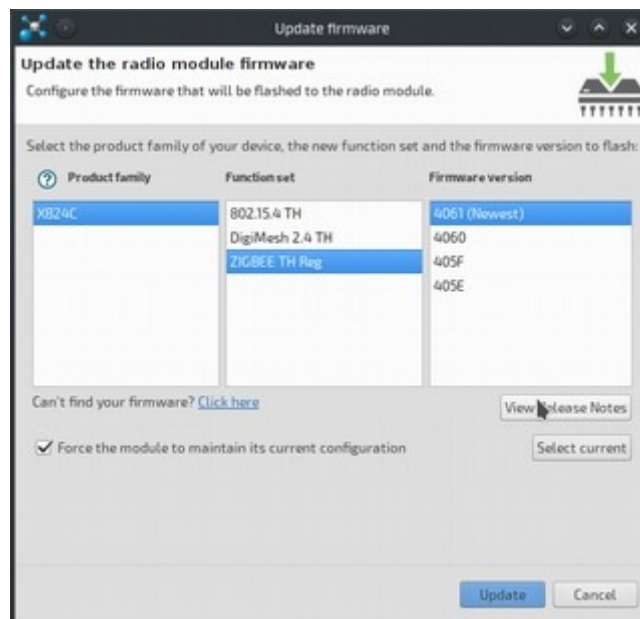 Update firmware
Update the radio module firmware
Configure the firmware that will be flashed to the radio module.
Select the product family of your device, the new function set and the firmware version to flash:
Product family Function set Firmware version
XB24C 802.15.4 TH 4061 (Newest)
DigiMesh 2.4 TH 4060
ZIGBEE TH Reg 405F
405E
Can't find your firmware? Click here
View Release Notes
Force the module to maintain its current configuration
Select current
Update Cancel